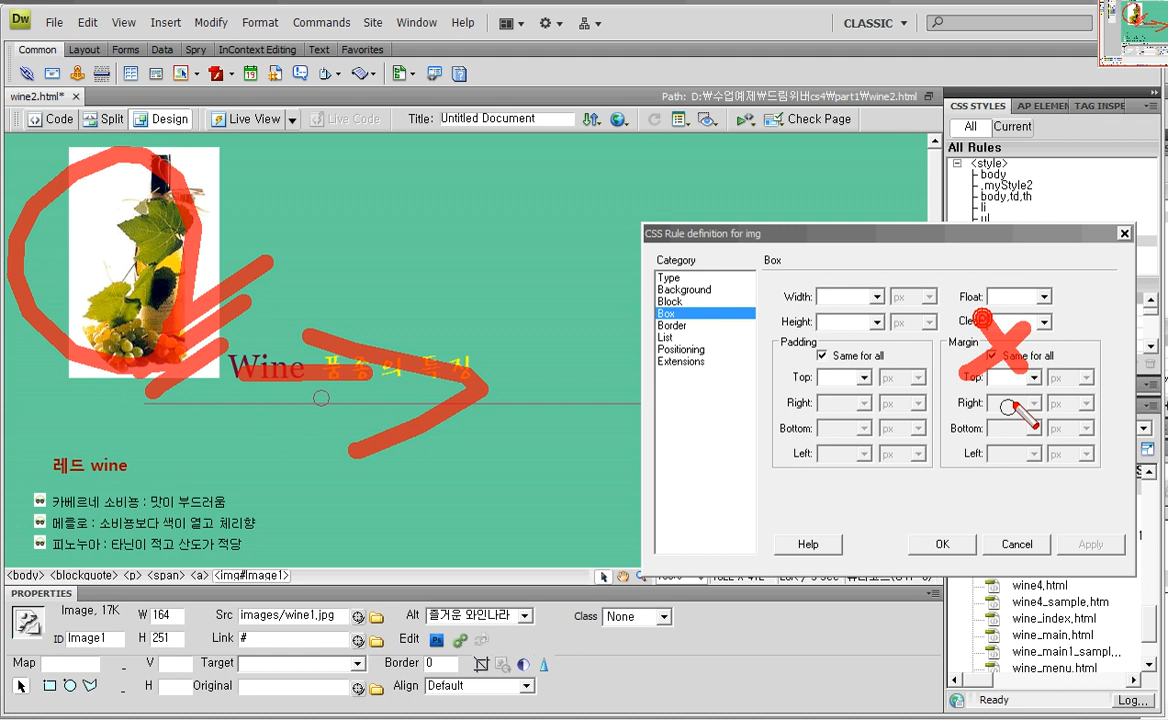 Dw File Edit View Insert Modify Format Commands Site Window Help CLASSIC
Common Layout Forms Data Spry InContext Editing Text Favorites
wine2.html* Path: D:₩수업예제₩드림위버cs4₩part1₩wine2.html
Code Split Design Live View Live Code Title: Untitled Document Check Page
CSS STYLES AP ELEMEN TAG INSPE
All Current
All Rules
<style>
body
.myStyle2
body,td,th
li
ul
Wine 품종의 특징
레드 wine
카베르네 소비뇽 : 맛이 부드러움
메를로 : 소비뇽보다 색이 옅고 체리향
피노누아 : 타닌이 적고 산도가 적당
CSS Rule definition for img
Category
Type
Background
Block
Box
Border
List
Positioning
Extensions
Box
Width: px Float:
Height: px
Padding Margin
Same for all Same for all
Top: px Top: px
Right: px Right: px
Bottom: px Bottom: px
Left: px Left: px
Help OK Cancel Apply
<body> <blockquote> <p> <span> <a> <img#Image1>
PROPERTIES
Image, 17K W 164 Src images/wine1.jpg Alt 즐거운 와인나라 Class None
ID Image1 H 251 Link # Edit
Map V Target Border 0
H Original Align Default
wine4.html
wine4_sample.htm
wine_index.html
wine_main.html
wine_main1_sampl...
wine_menu.html
Ready Log...